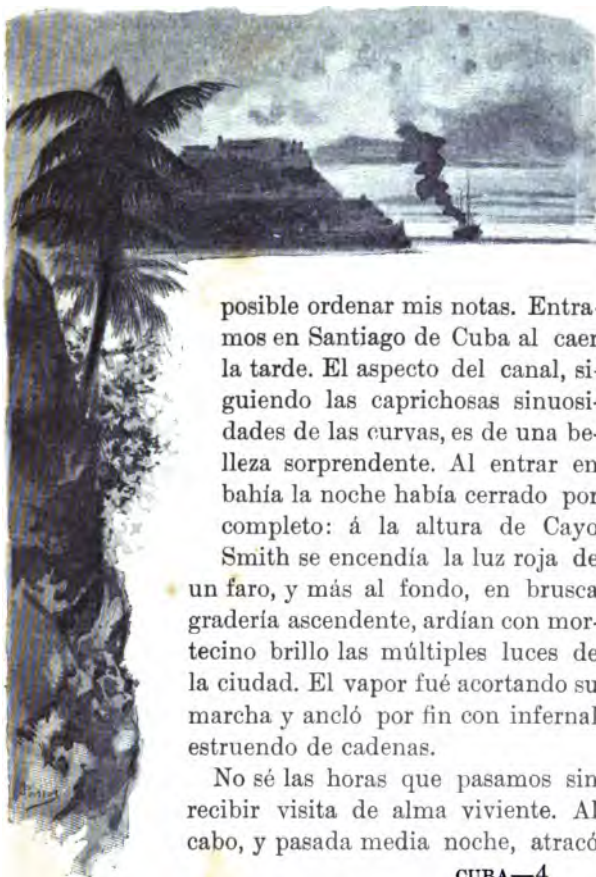 posible ordenar mis notas. Entra-
mos en Santiago de Cuba al caer
la tarde. El aspecto del canal, si-
guiendo las caprichosas sinuosi-
dades de las curvas, es de una be-
lleza sorprendente. Al entrar en
bahía la noche había cerrado por
completo: á la altura de Cayo
Smith se encendía la luz roja de
un faro, y más al fondo, en brusca
gradería ascendente, ardían con mor-
tecino brillo las múltiples luces de
la ciudad. El vapor fué acortando su
marcha y ancló por fin con infernal
estruendo de cadenas.
No sé las horas que pasamos sin
recibir visita de alma viviente. Al
cabo, y pasada media noche, atracó
CUBA—4